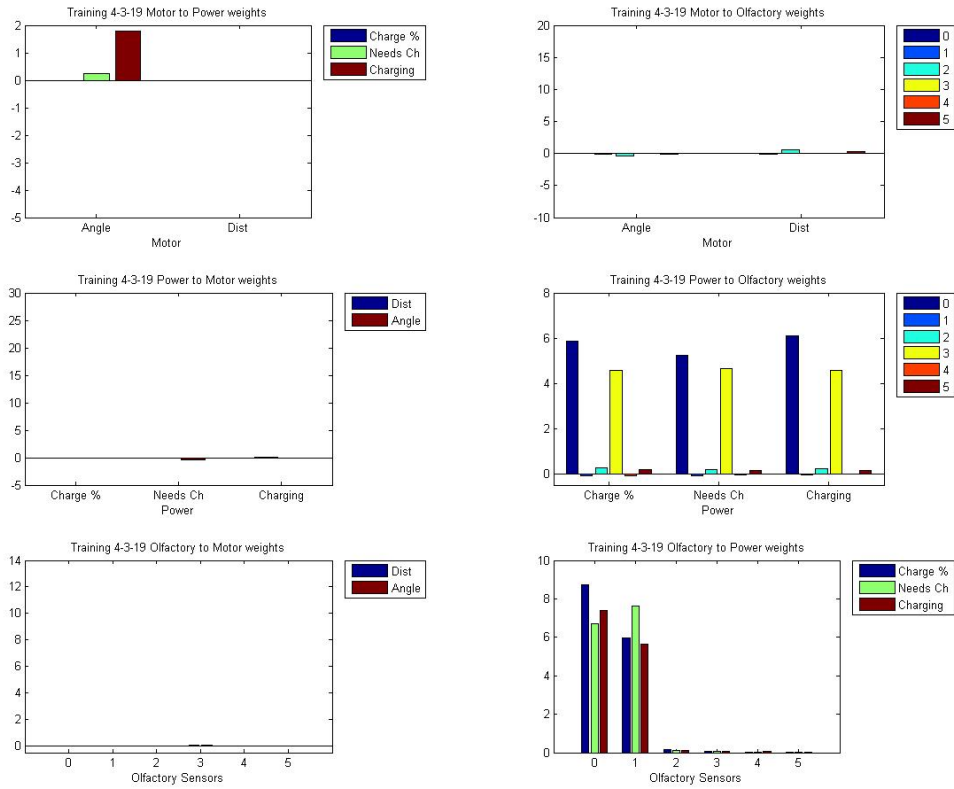 Training 4-3-19 Motor to Power weights
2
1
0
-1
-2
-3
-4
-5
Angle Dist
Motor
Charge %
Needs Ch
Charging
Training 4-3-19 Motor to Olfactory weights
20
15
10
5
0
-5
-10
Angle Dist
Motor
0
1
2
3
4
5
Training 4-3-19 Power to Motor weights
30
25
20
15
10
5
0
-5
Charge % Needs Ch Charging
Power
Dist
Angle
Training 4-3-19 Power to Olfactory weights
8
6
4
2
0
Charge % Needs Ch Charging
Power
0
1
2
3
4
5
Training 4-3-19 Olfactory to Motor weights
14
12
10
8
6
4
2
0
0 1 2 3 4 5
Olfactory Sensors
Dist
Angle
Training 4-3-19 Olfactory to Power weights
10
8
6
4
2
0
0 1 2 3 4 5
Olfactory Sensors
Charge %
Needs Ch
Charging